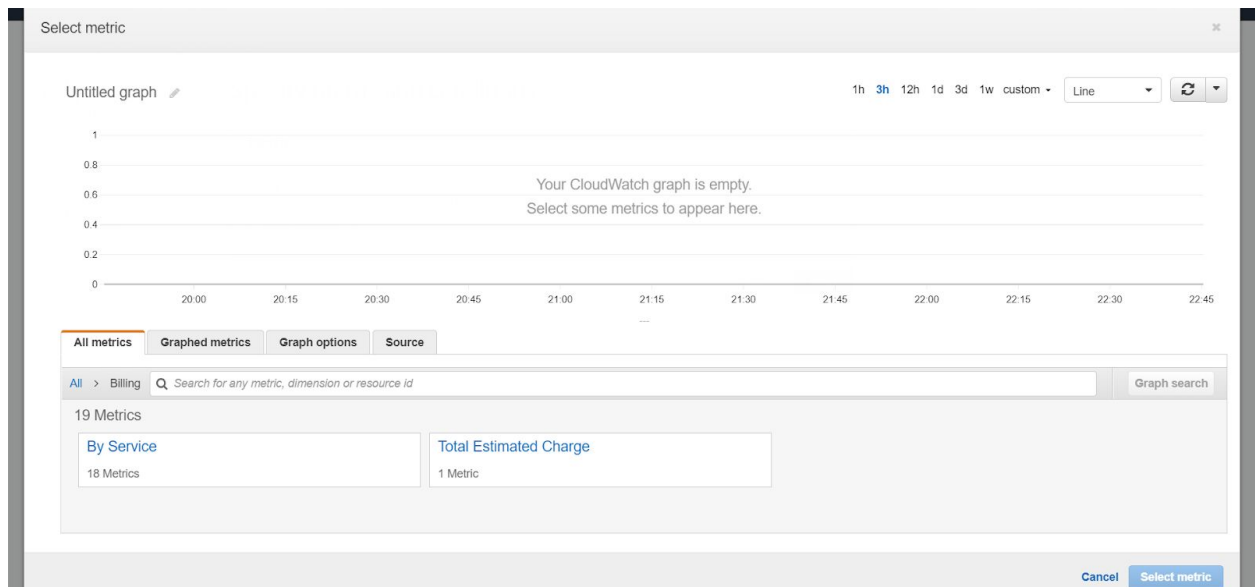 Select metric
Untitled graph
1h 3h 12h 1d 3d 1w custom Line
1
0.8
0.6
0.4
0.2
0
Your CloudWatch graph is empty.
Select some metrics to appear here.
20:00 20:15 20:30 20:45 21:00 21:15 21:30 21:45 22:00 22:15 22:30 22:45
All metrics Graphed metrics Graph options Source
All > Billing Search for any metric, dimension or resource id Graph search
19 Metrics
By Service Total Estimated Charge
18 Metrics 1 Metric
Cancel Select metric